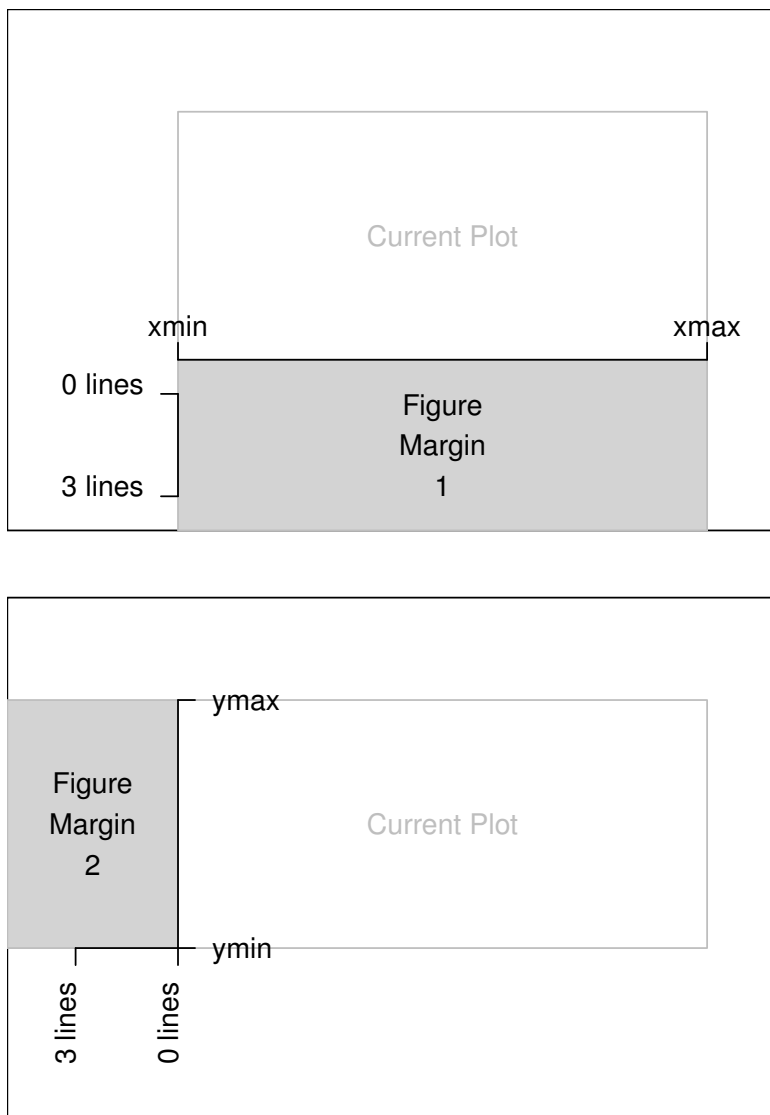 Current Plot
xmin
xmax
0 lines
Figure
Margin
1
3 lines
ymax
Figure
Margin
2
Current Plot
ymin
3 lines
0 lines